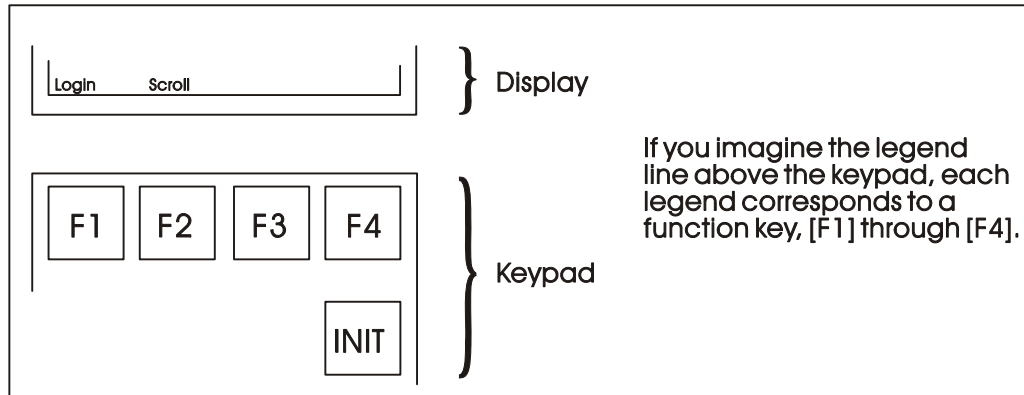 Login Scroll
Display
If you imagine the legend
line above the keypad, each
legend corresponds to a
function key, [F1] through [F4].
F1 F2 F3 F4
Keypad
INIT